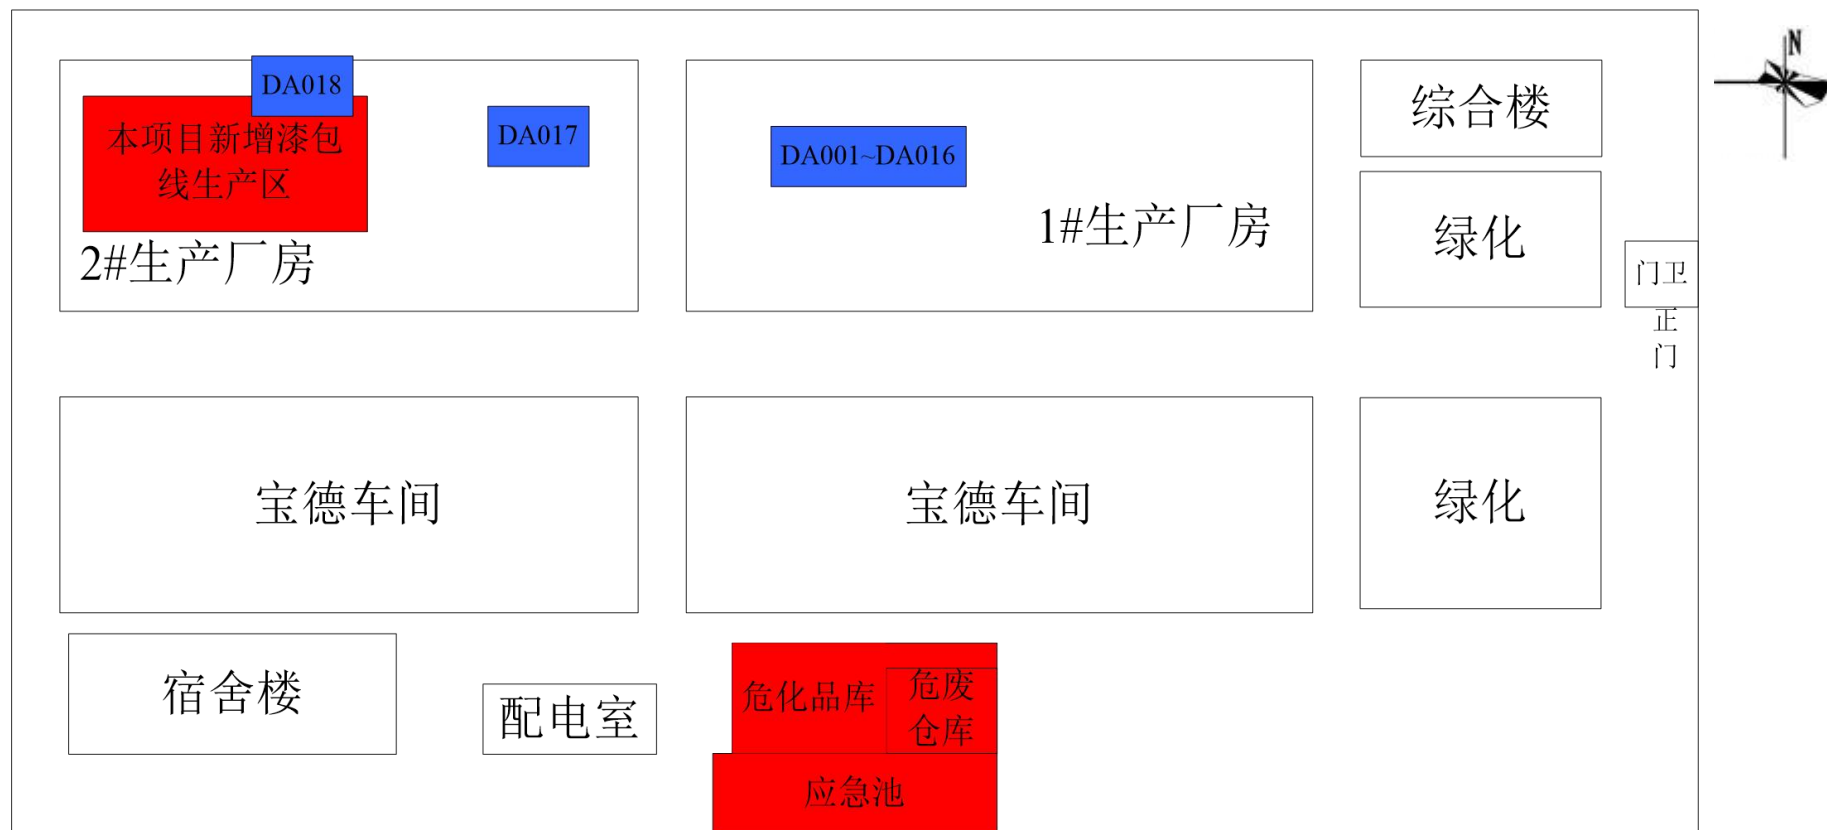 N
DA018
本项目新增漆包
线生产区
DA017
2#生产厂房
DA001~DA016
1#生产厂房
综合楼
绿化
门卫
正
门
宝德车间
宝德车间
绿化
宿舍楼
配电室
危化品库
危废
仓库
应急池